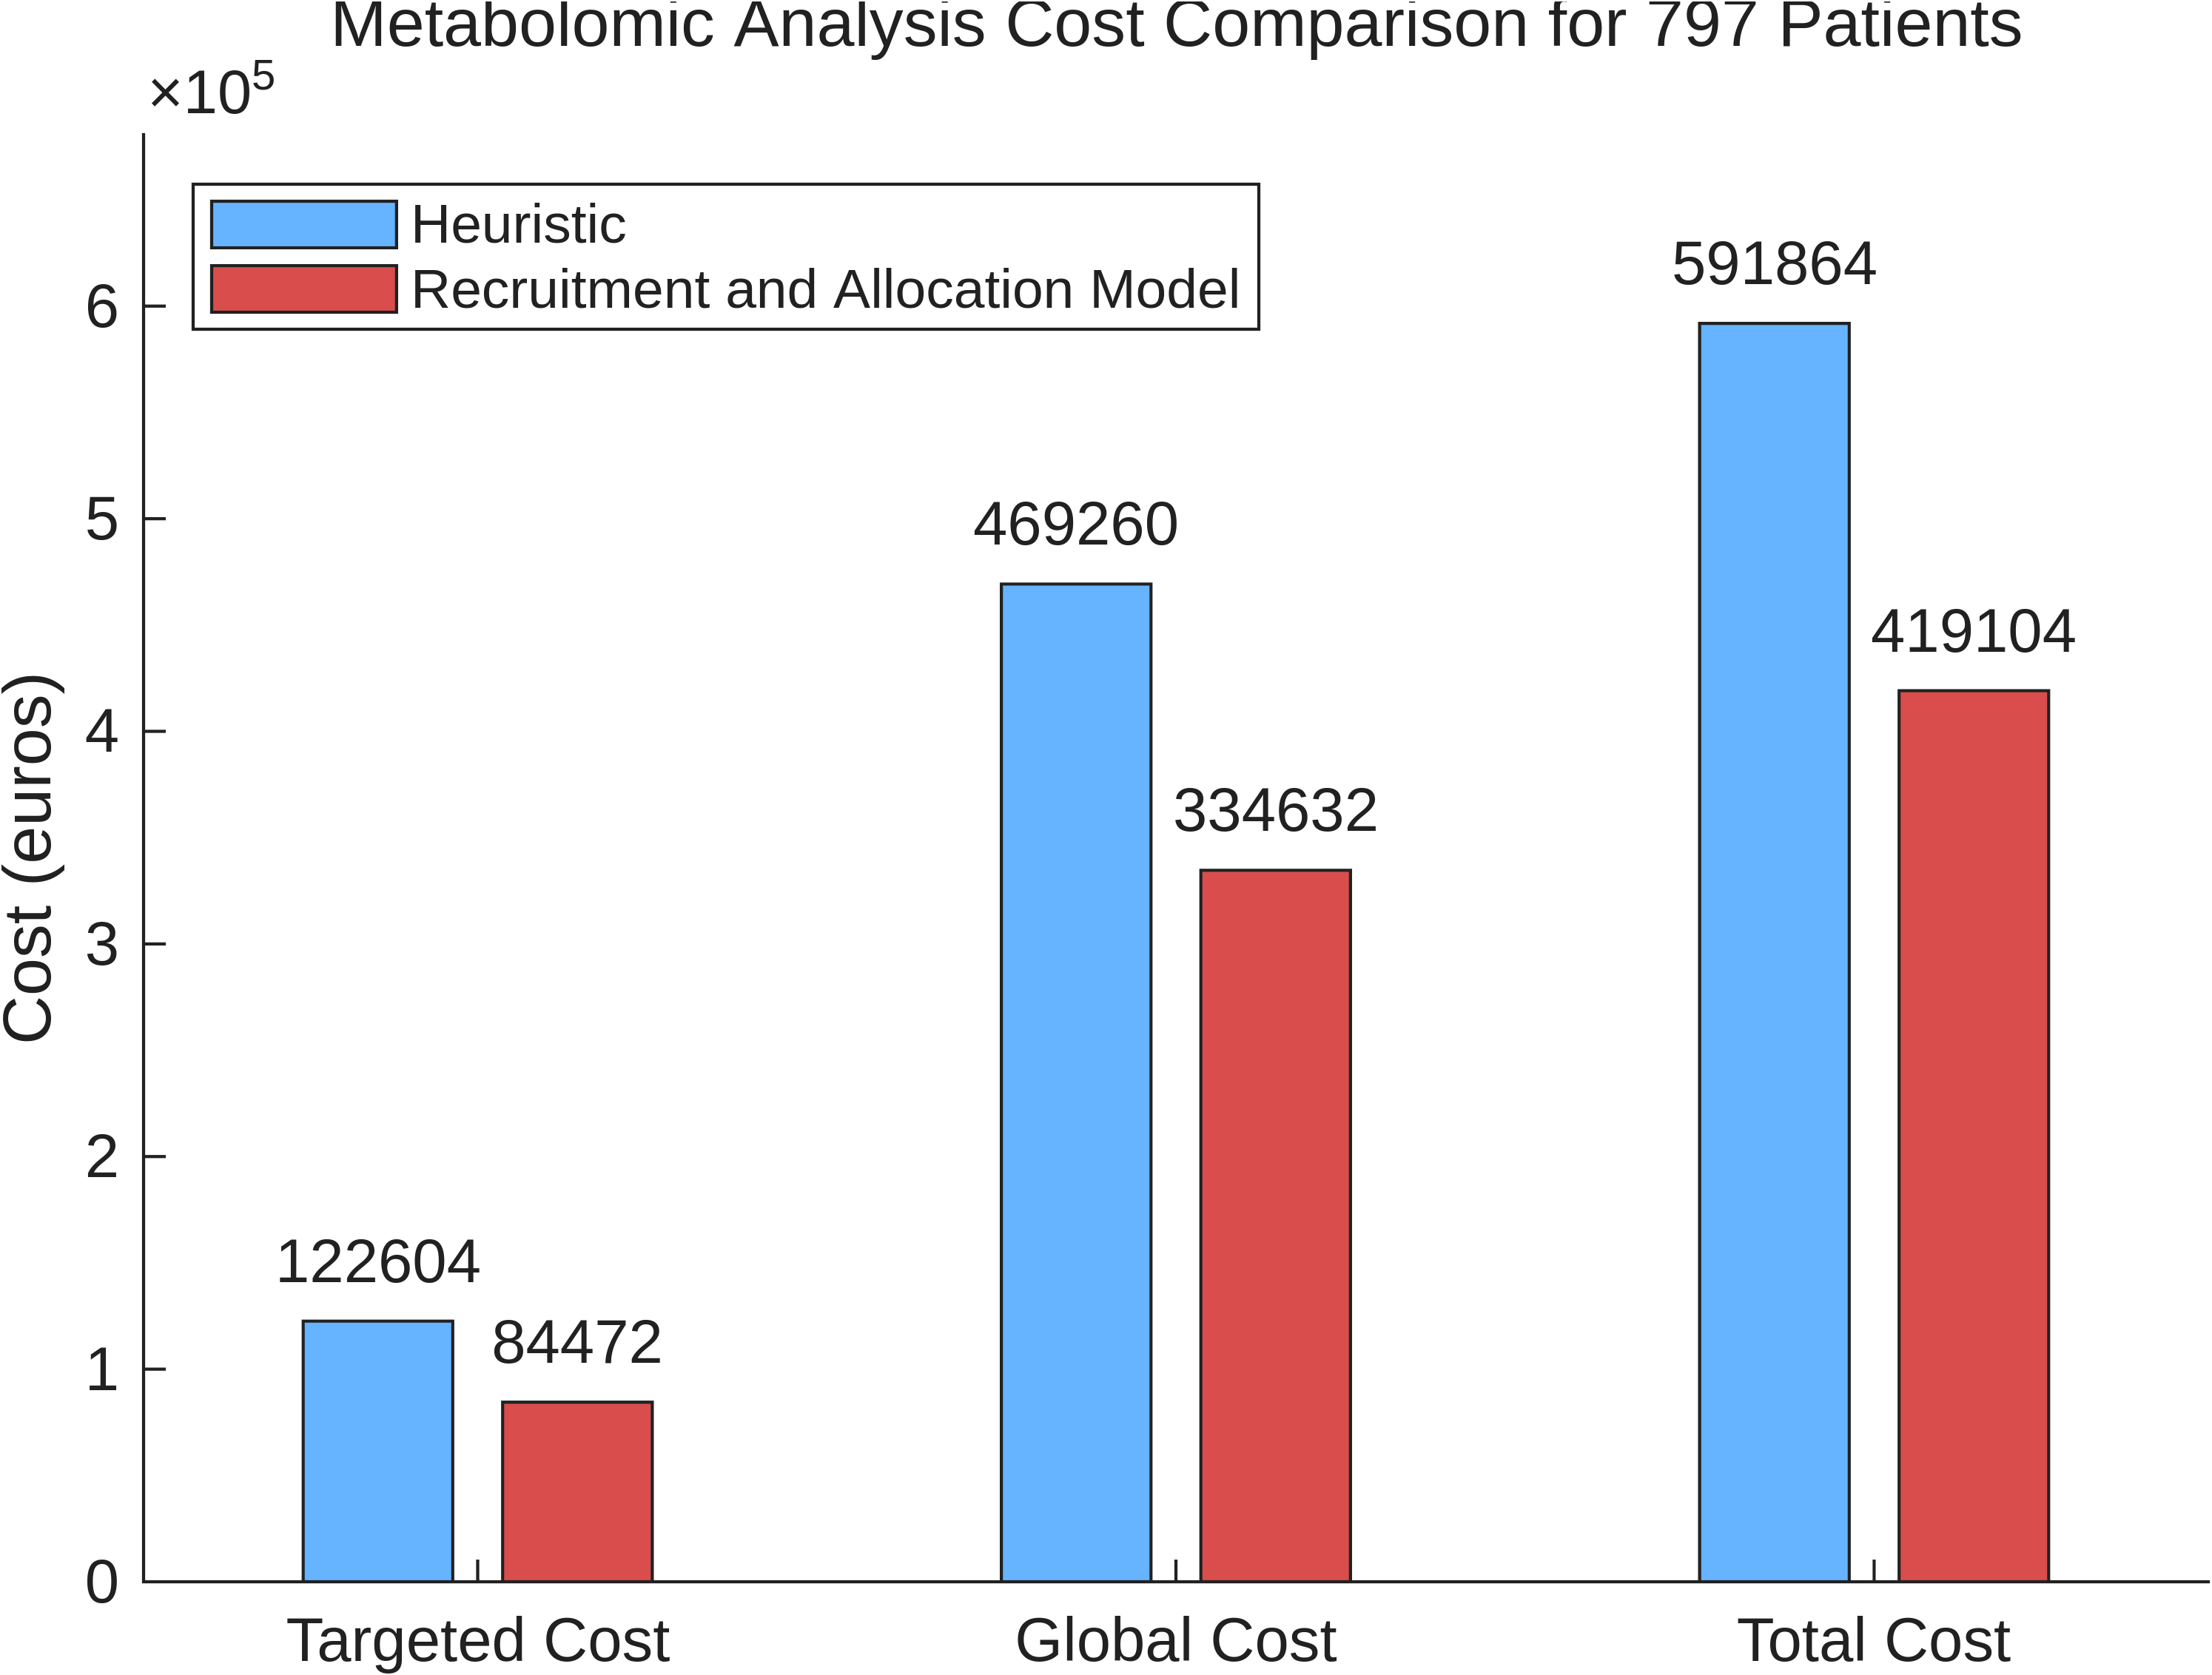 Metabolomic Analysis Cost Comparison for 797 Patients
×10⁵
Heuristic
Recruitment and Allocation Model
Cost (euros)
6
5
4
3
2
1
0
122604
84472
469260
334632
591864
419104
Targeted Cost
Global Cost
Total Cost